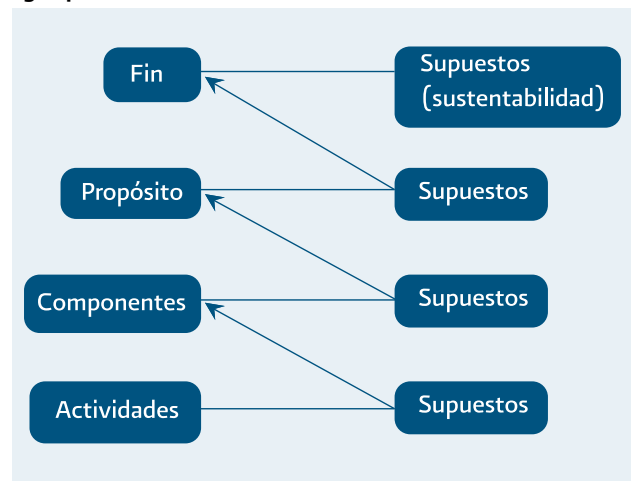 Fin
Supuestos
(sustentabilidad)
Propósito
Supuestos
Componentes
Supuestos
Actividades
Supuestos